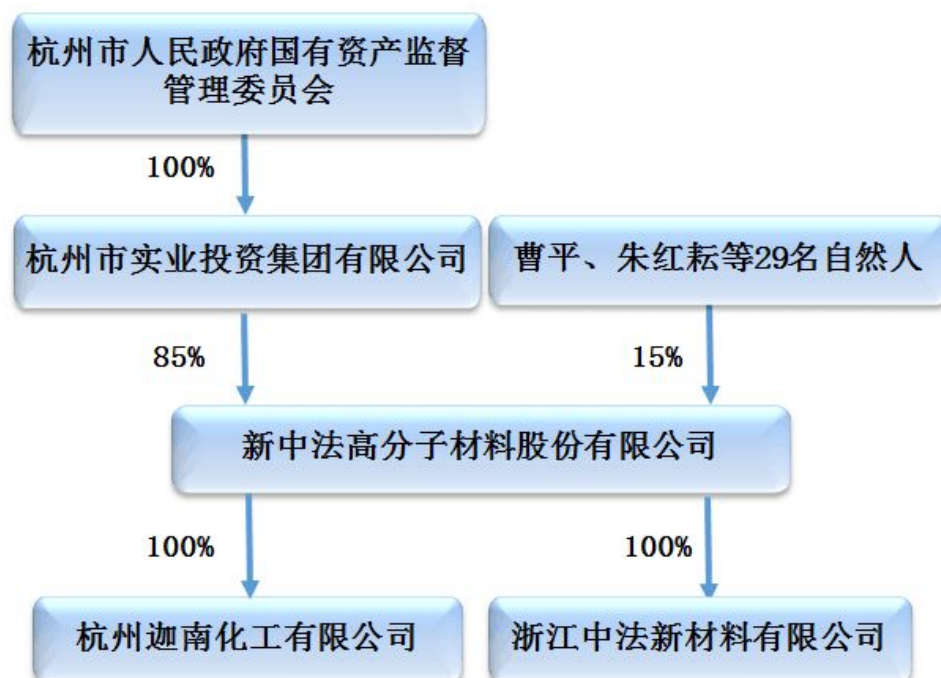 杭州市人民政府国有资产监督
管理委员会
100%
杭州市实业投资集团有限公司
曹平、朱红耘等29名自然人
85%
15%
新中法高分子材料股份有限公司
100%
100%
杭州迦南化工有限公司
浙江中法新材料有限公司